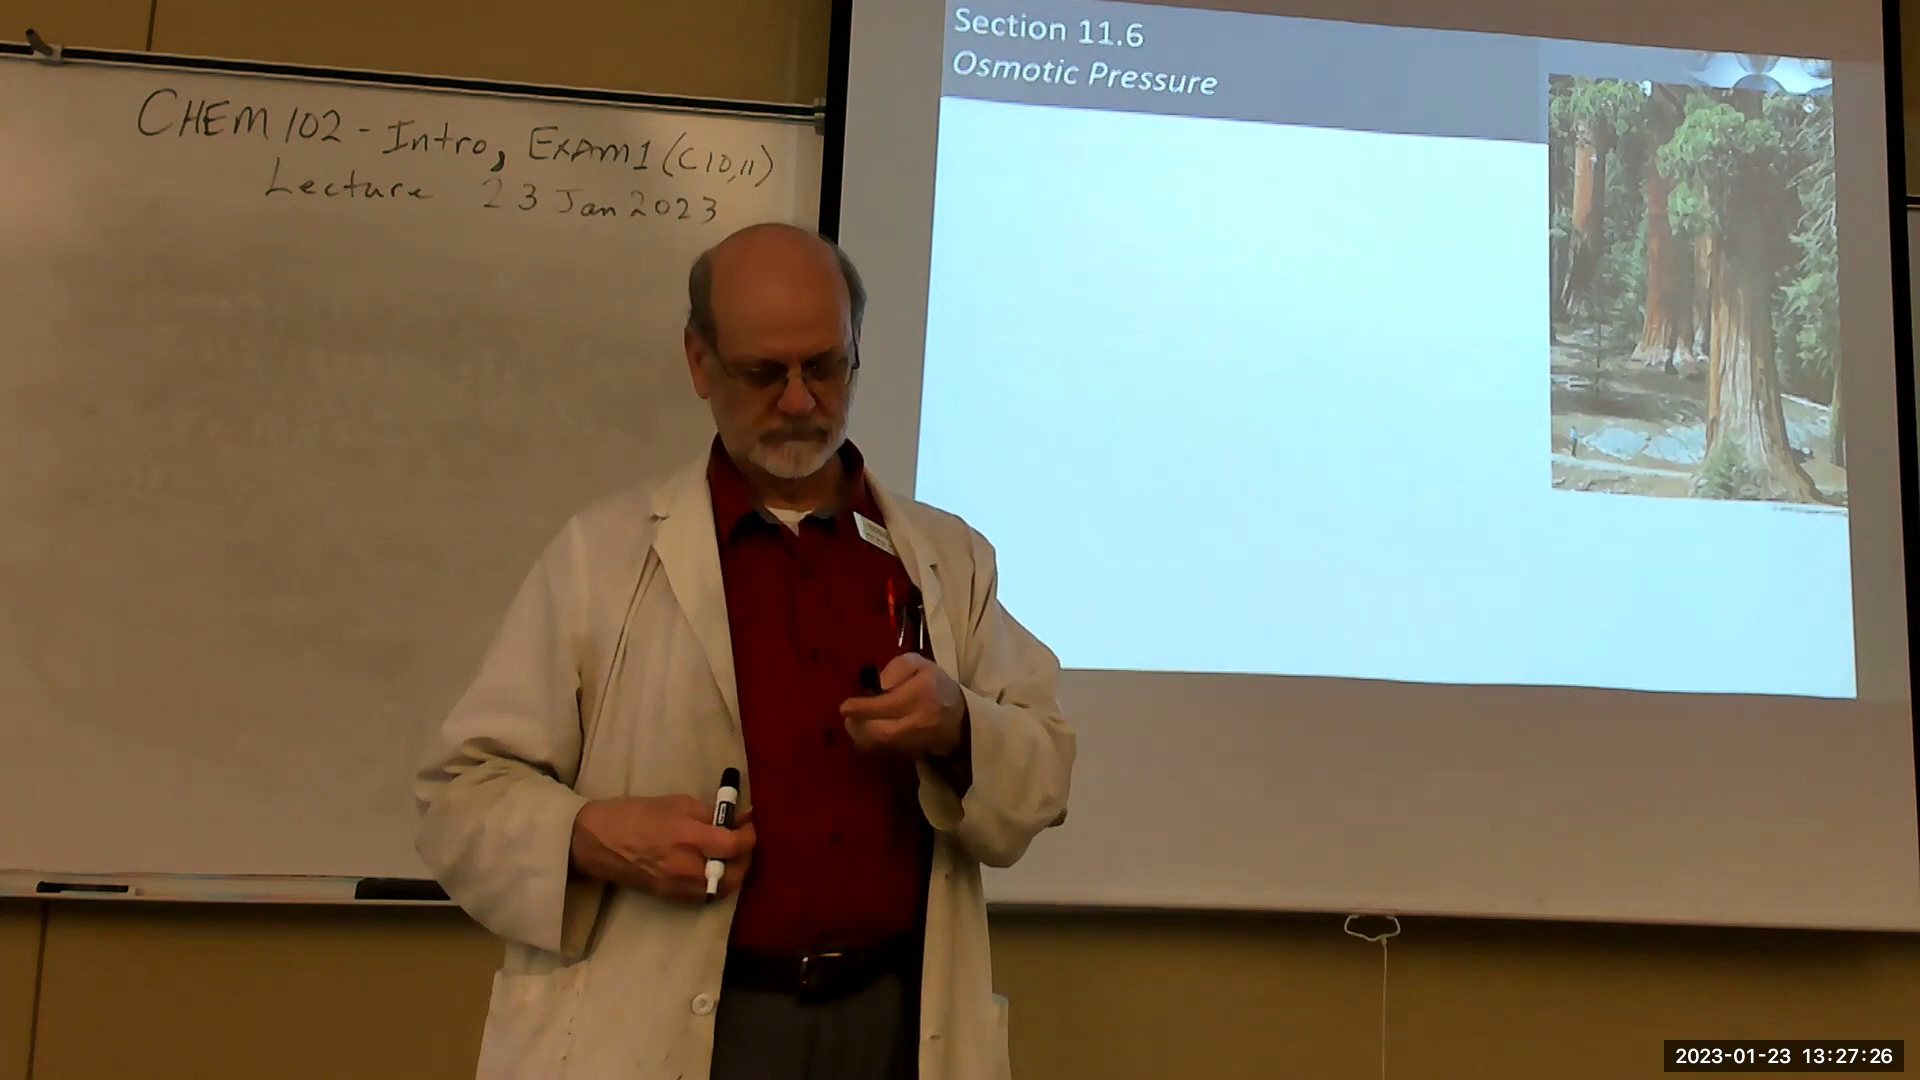 CHEM 102 - Intro, EXAM 1 (C10,11)
Lecture 23 Jan 2023
Section 11.6
Osmotic Pressure
2023-01-23 13:27:26